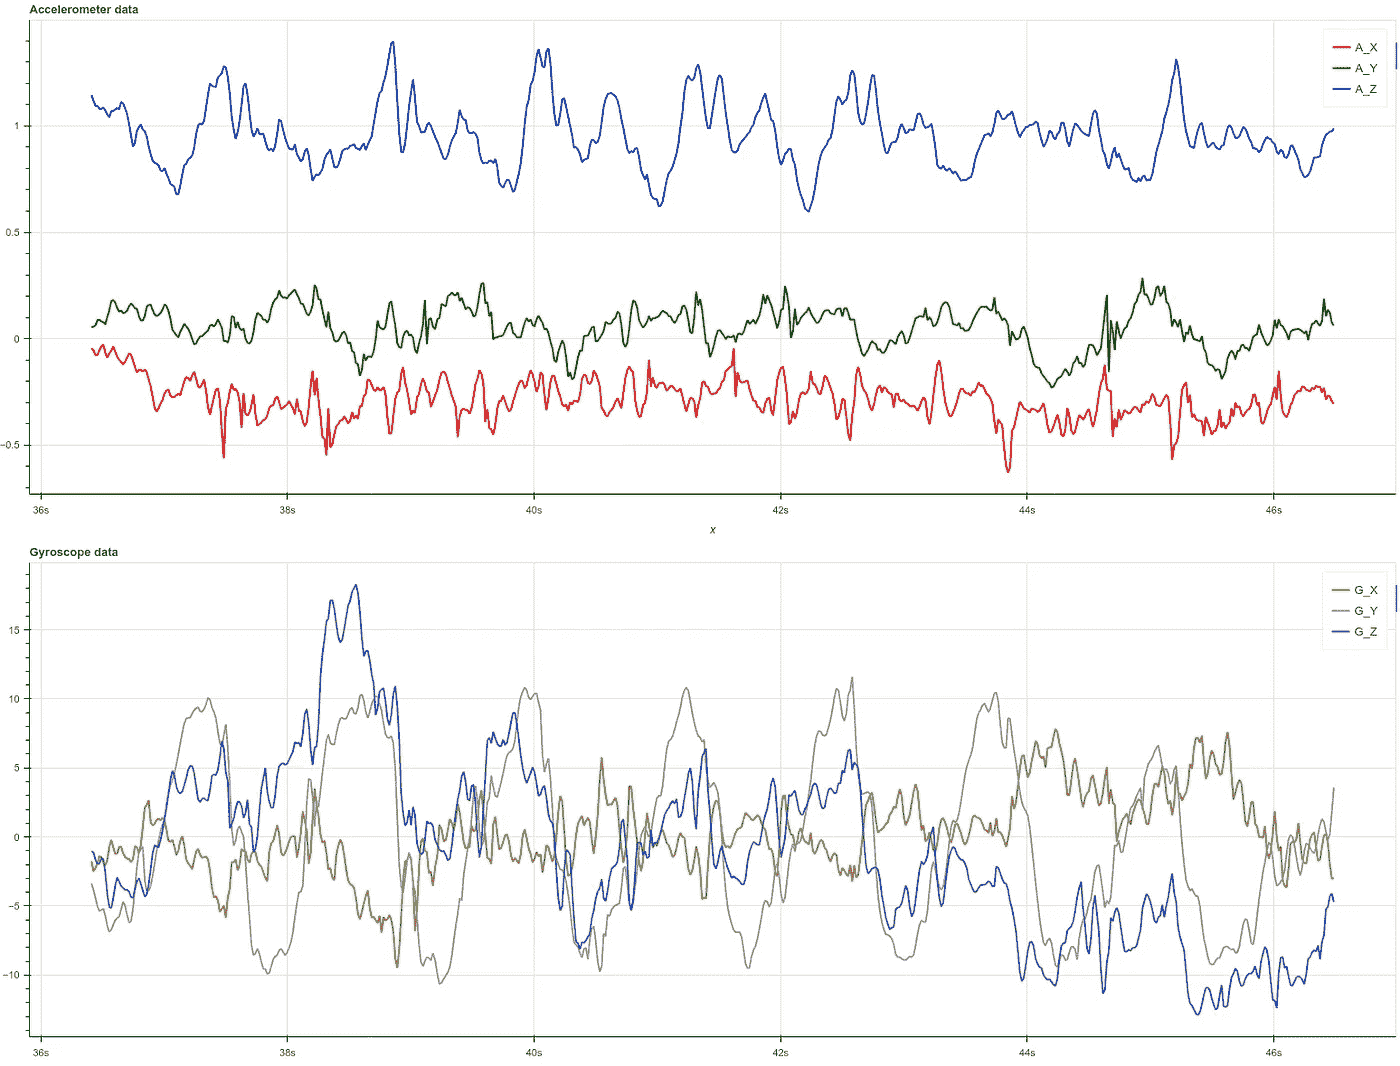 Accelerometer data
A_X
A_Y
A_Z
1
0.5
0
−0.5
36s 38s 40s 42s 44s 46s
x
Gyroscope data
G_X
G_Y
G_Z
15
10
5
0
−5
−10
36s 38s 40s 42s 44s 46s